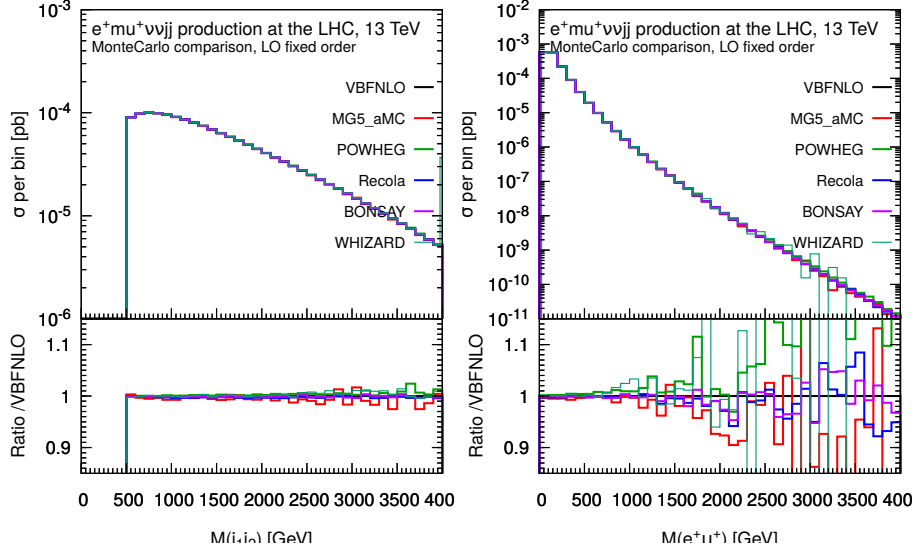 e⁺mu⁺ννjj production at the LHC, 13 TeV
MonteCarlo comparison, LO fixed order
VBFNLO
MG5_aMC
POWHEG
Recola
BONSAY
WHIZARD
σ per bin [pb]
10⁻³
10⁻⁴
10⁻⁵
10⁻⁶
Ratio /VBFNLO
1.1
1
0.9
0 500 1000 1500 2000 2500 3000 3500 400
M(j₁j₂) [GeV]
e⁺mu⁺ννjj production at the LHC, 13 TeV
MonteCarlo comparison, LO fixed order
VBFNLO
MG5_aMC
POWHEG
Recola
BONSAY
WHIZARD
σ per bin [pb]
10⁻²
10⁻³
10⁻⁴
10⁻⁵
10⁻⁶
10⁻⁷
10⁻⁸
10⁻⁹
10⁻¹⁰
10⁻¹¹
Ratio /VBFNLO
1.1
1
0.9
0 500 1000 1500 2000 2500 3000 3500 400
M(e⁺μ⁺) [GeV]